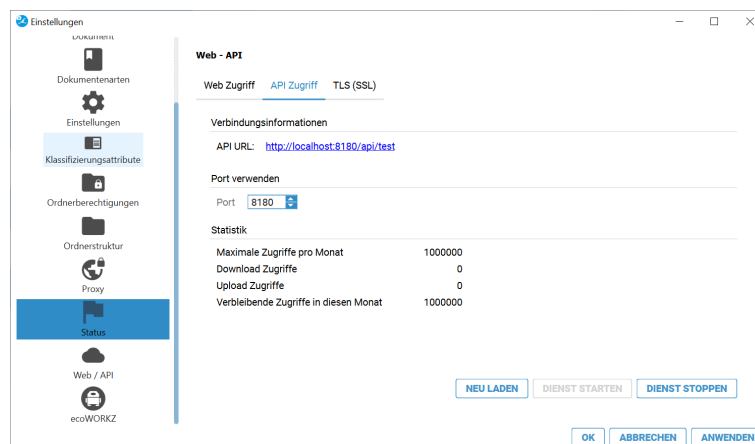 Einstellungen
Dokument
Dokumentenarten
Einstellungen
Klassifizierungsattribute
Ordnerberechtigungen
Ordnerstruktur
Proxy
Status
Web / API
ecoWORKZ
Web - API
Web Zugriff API Zugriff TLS (SSL)
Verbindungsinformationen
API URL: http://localhost:8180/api/test
Port verwenden
Port 8180
Statistik
Maximale Zugriffe pro Monat 1000000
Download Zugriffe 0
Upload Zugriffe 0
Verbleibende Zugriffe in diesen Monat 1000000
NEU LADEN DIENST STARTEN DIENST STOPPEN
OK ABBRECHEN ANWENDEN